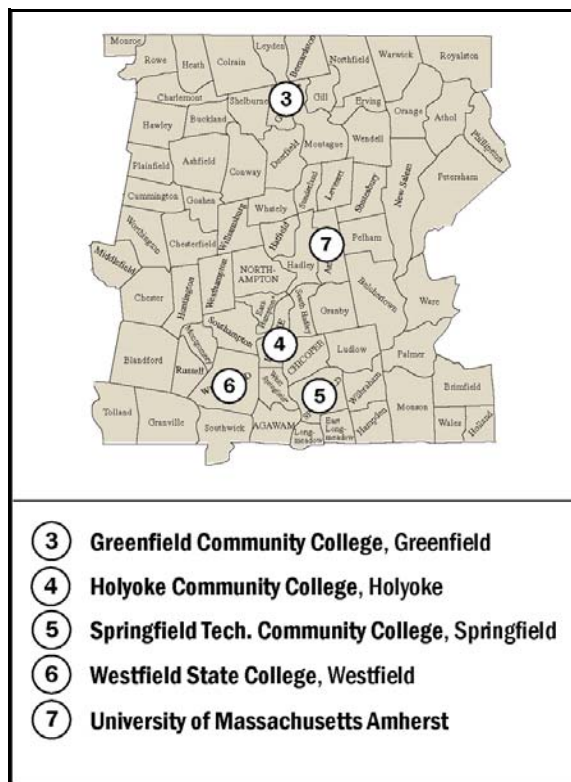 Monroe
Rowe
Heath
Colrain
Leyden
Bernardston
Northfield
Warwick
Royalston
Charlemont
Shelburne
3
Gill
Erving
Orange
Athol
Phillipston
Hawley
Buckland
Deerfield
Montague
Wendell
Plainfield
Ashfield
Conway
Sunderland
Leverett
Shutesbury
New Salem
Petersham
Cummington
Goshen
Williamsburg
Whately
Hatfield
7
Pelham
Worthington
Chesterfield
Hadley
Middlefield
Chester
Huntington
Westhampton
NORTH-
AMPTON
East
Hampton
South Hadley
Granby
Belchertown
Ware
Southampton
4
Montgomery
CHICOPEE
Ludlow
Palmer
Blandford
Russell
6
West
Springfield
5
Wilbraham
Brimfield
Tolland
Granville
Southwick
AGAWAM
Long-
meadow
East
Long-
meadow
Hampden
Monson
Wales
Holland
3 Greenfield Community College, Greenfield
4 Holyoke Community College, Holyoke
5 Springfield Tech. Community College, Springfield
6 Westfield State College, Westfield
7 University of Massachusetts Amherst